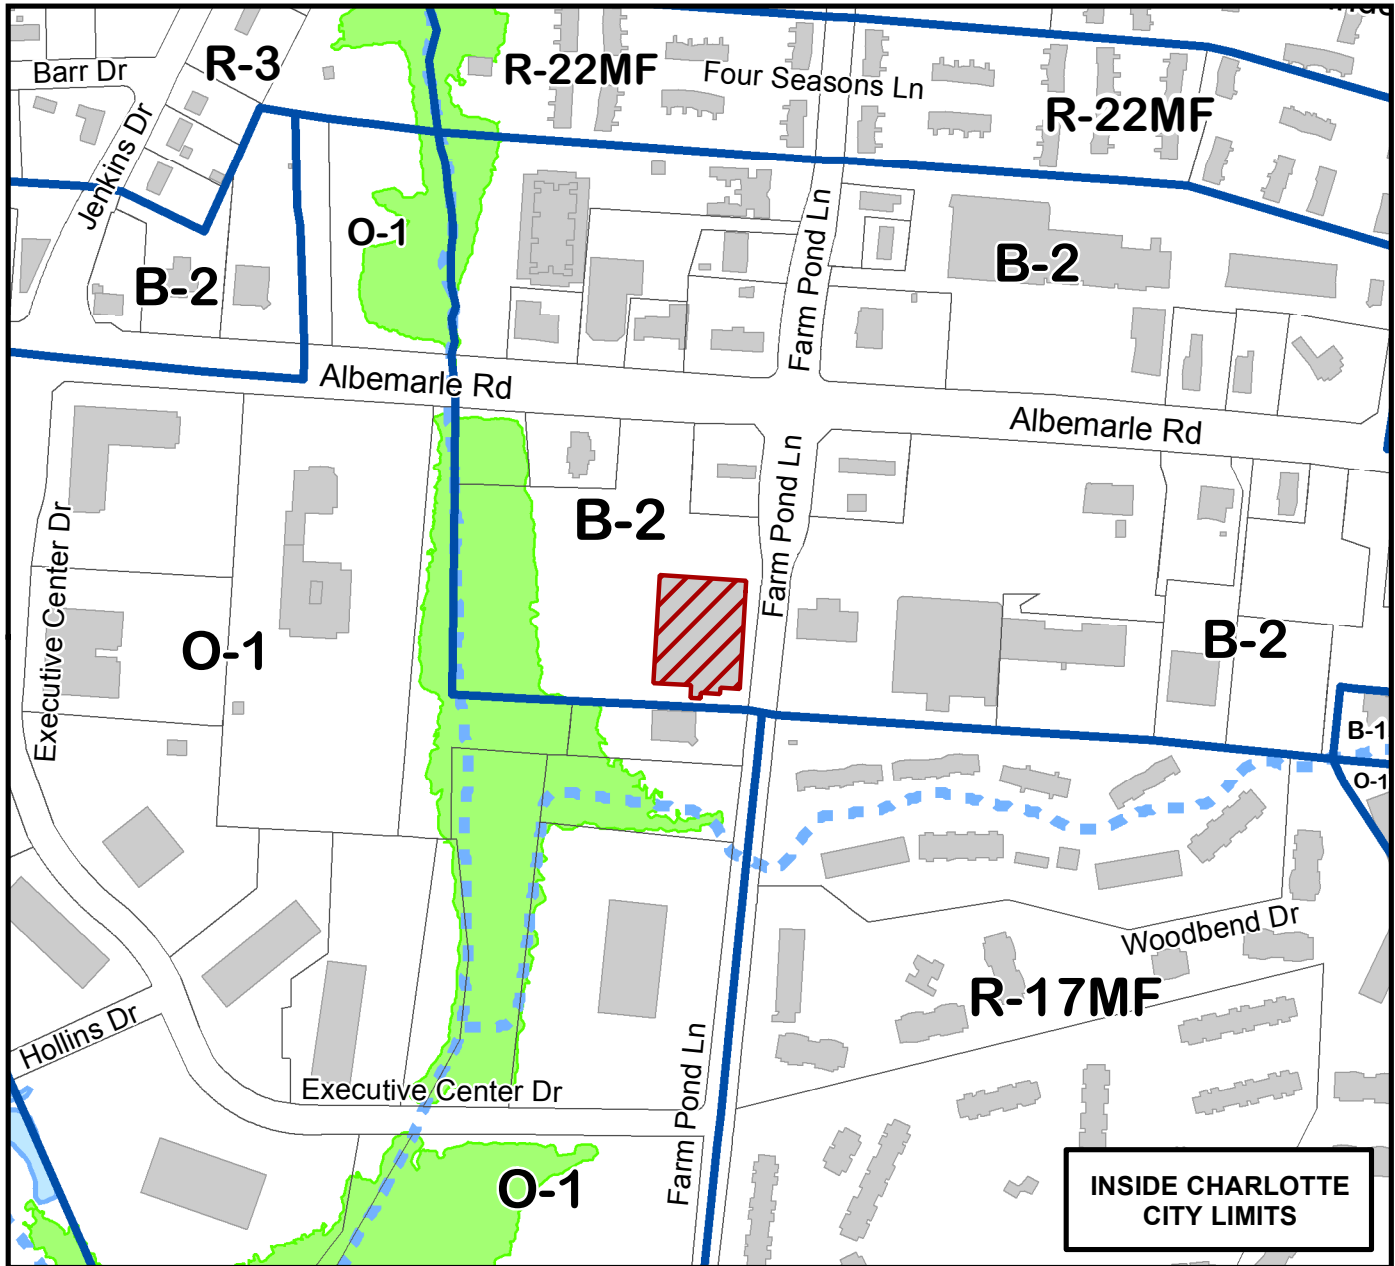 R-3
R-22MF
Four Seasons Ln
Barr Dr
R-22MF
Jenkins Dr
O-1
Farm Pond Ln
B-2
B-2
Albemarle Rd
Albemarle Rd
Farm Pond Ln
B-2
Executive Center Dr
O-1
B-2
B-1
O-1
Woodbend Dr
R-17MF
Hollins Dr
Farm Pond Ln
Executive Center Dr
O-1
INSIDE CHARLOTTE
CITY LIMITS